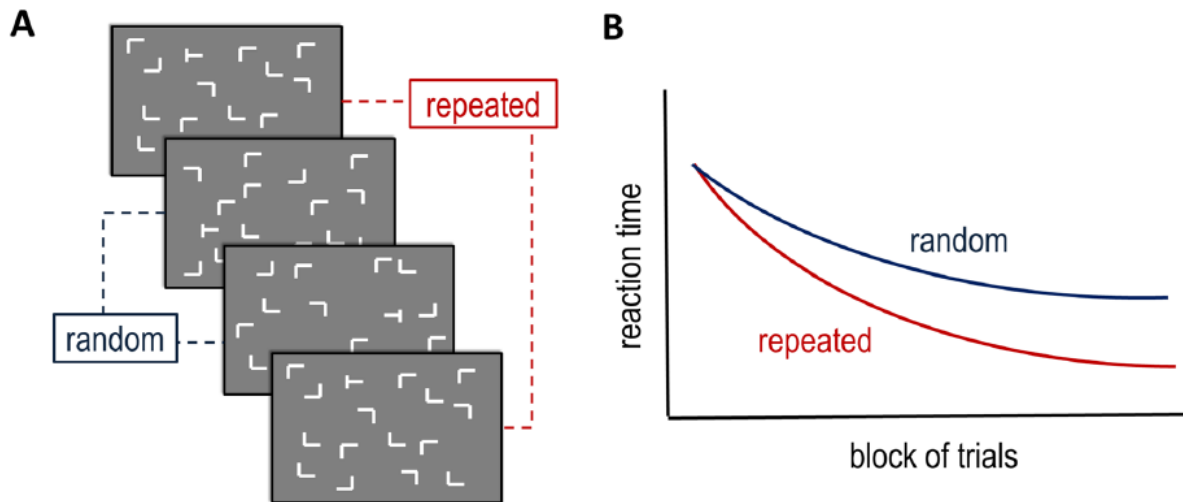 A
repeated
random
B
reaction time
random
repeated
block of trials